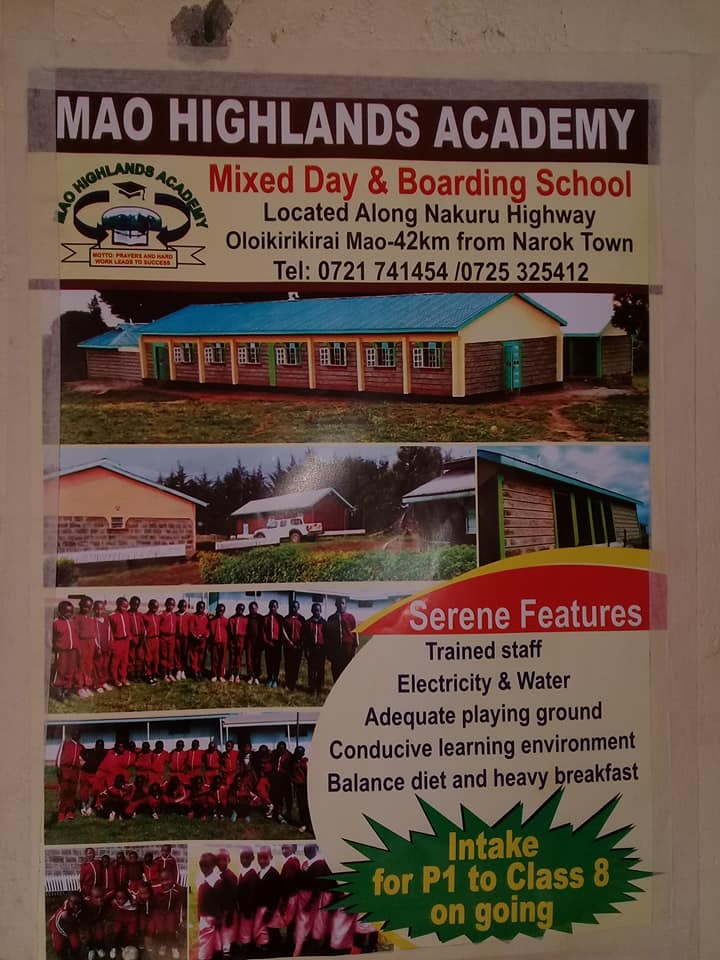 MAO HIGHLANDS ACADEMY
MAO HIGHLANDS ACADEMY
MOTTO: PRAYERS AND HARD
WORK LEADS TO SUCCESS
Mixed Day & Boarding School
Located Along Nakuru Highway
Oloikirikirai Mao-42km from Narok Town
Tel: 0721 741454 /0725 325412
Serene Features
Trained staff
Electricity & Water
Adequate playing ground
Conducive learning environment
Balance diet and heavy breakfast
Intake
for P1 to Class 8
on going